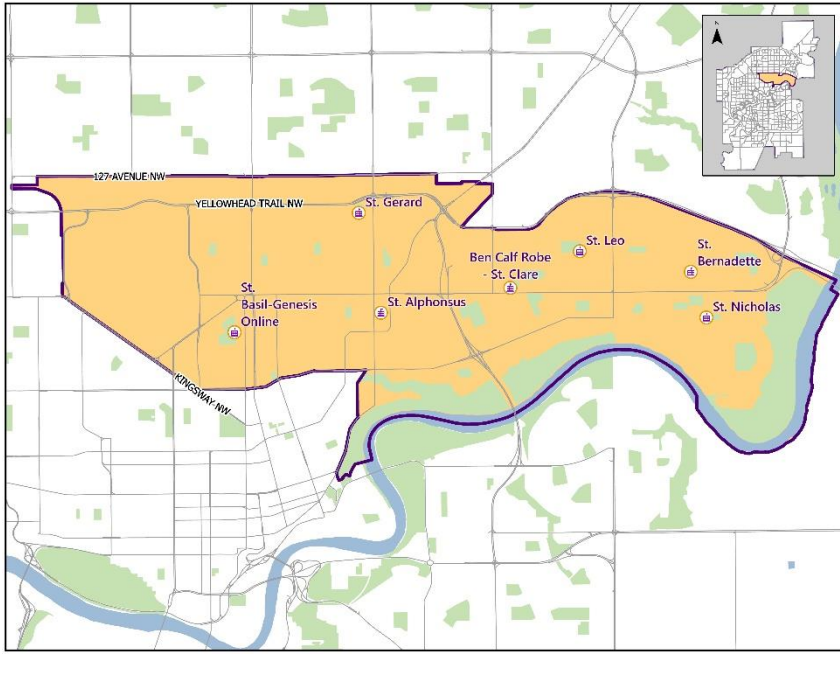 N
127 AVENUE NW
YELLOWHEAD TRAIL NW
St. Gerard
St. Leo
St.
Bernadette
Ben Calf Robe
- St. Clare
St.
Basil-Genesis
Online
St. Alphonsus
St. Nicholas
KINGSWAY NW